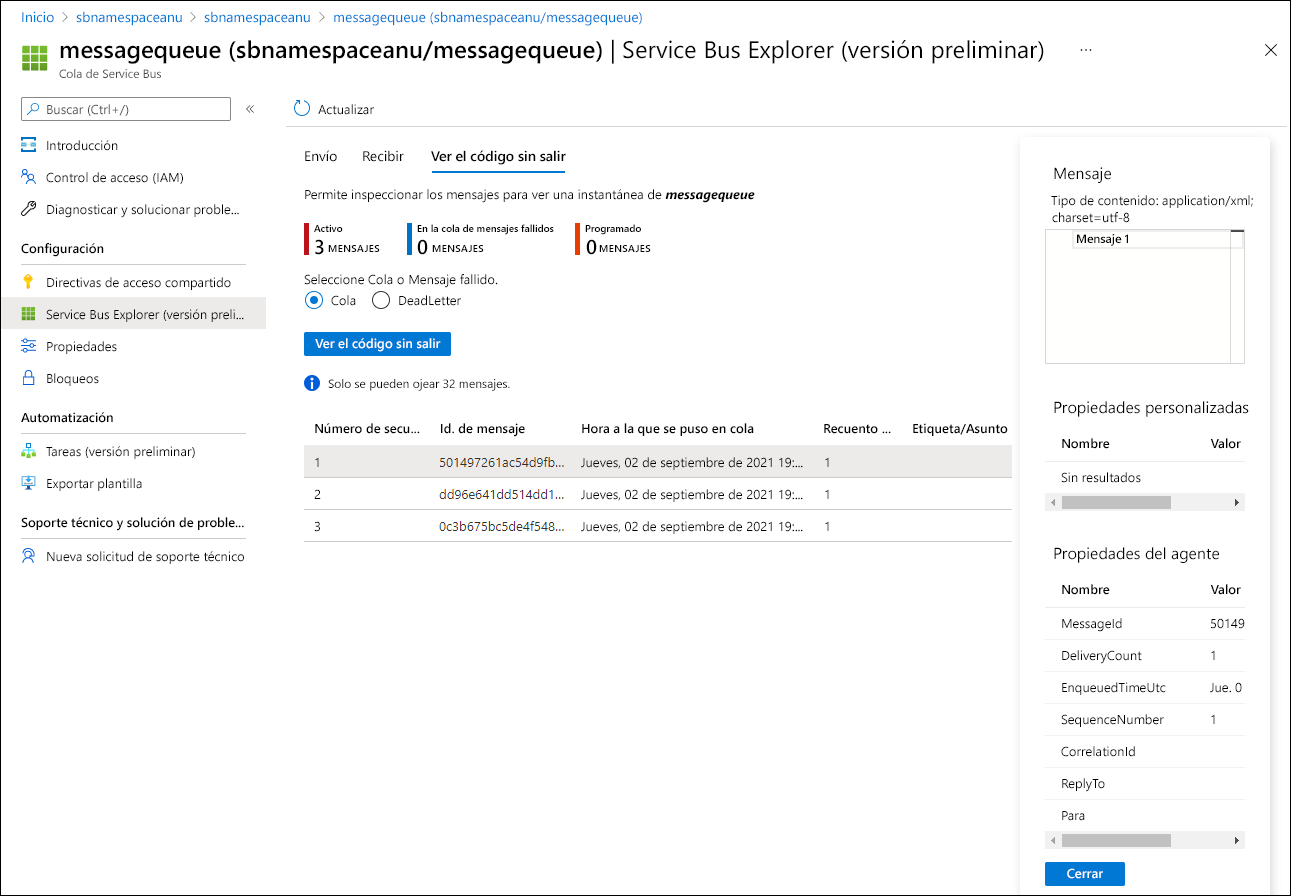 Inicio > sbnamespaceanu > sbnamespaceanu > messagequeue (sbnamespaceanu/messagequeue)
messagequeue (sbnamespaceanu/messagequeue) | Service Bus Explorer (versión preliminar) ...
Cola de Service Bus
Buscar (Ctrl+/)
«
Introducción
Control de acceso (IAM)
Diagnosticar y solucionar proble...
Configuración
Directivas de acceso compartido
Service Bus Explorer (versión preli...
Propiedades
Bloqueos
Automatización
Tareas (versión preliminar)
Exportar plantilla
Soporte técnico y solución de proble...
Nueva solicitud de soporte técnico
Actualizar
Envío Recibir Ver el código sin salir
Permite inspeccionar los mensajes para ver una instantánea de messagequeue
Activo
3 MENSAJES
En la cola de mensajes fallidos
0 MENSAJES
Programado
0 MENSAJES
Seleccione Cola o Mensaje fallido.
Cola DeadLetter
Ver el código sin salir
Solo se pueden ojear 32 mensajes.
Número de secu... Id. de mensaje Hora a la que se puso en cola Recuento ... Etiqueta/Asunto
1 501497261ac54d9fb... Jueves, 02 de septiembre de 2021 19:... 1
2 dd96e641dd514dd1... Jueves, 02 de septiembre de 2021 19:... 1
3 0c3b675bc5de4f548... Jueves, 02 de septiembre de 2021 19:... 1
Mensaje
Tipo de contenido: application/xml;
charset=utf-8
Mensaje 1
Propiedades personalizadas
Nombre Valor
Sin resultados
Propiedades del agente
Nombre Valor
MessageId 50149
DeliveryCount 1
EnqueuedTimeUtc Jue. 0
SequenceNumber 1
CorrelationId
ReplyTo
Para
Cerrar